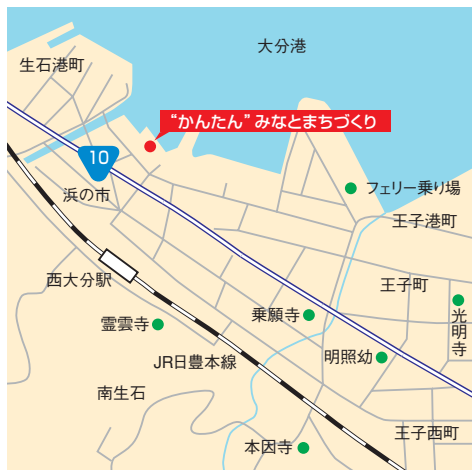 大分港
生石港町
“かんたん”みなとまちづくり
10
浜の市
フェリー乗り場
王子港町
西大分駅
王子町
霊雲寺
乗願寺
光明寺
JR日豊本線
明照幼
南生石
王子西町
本因寺